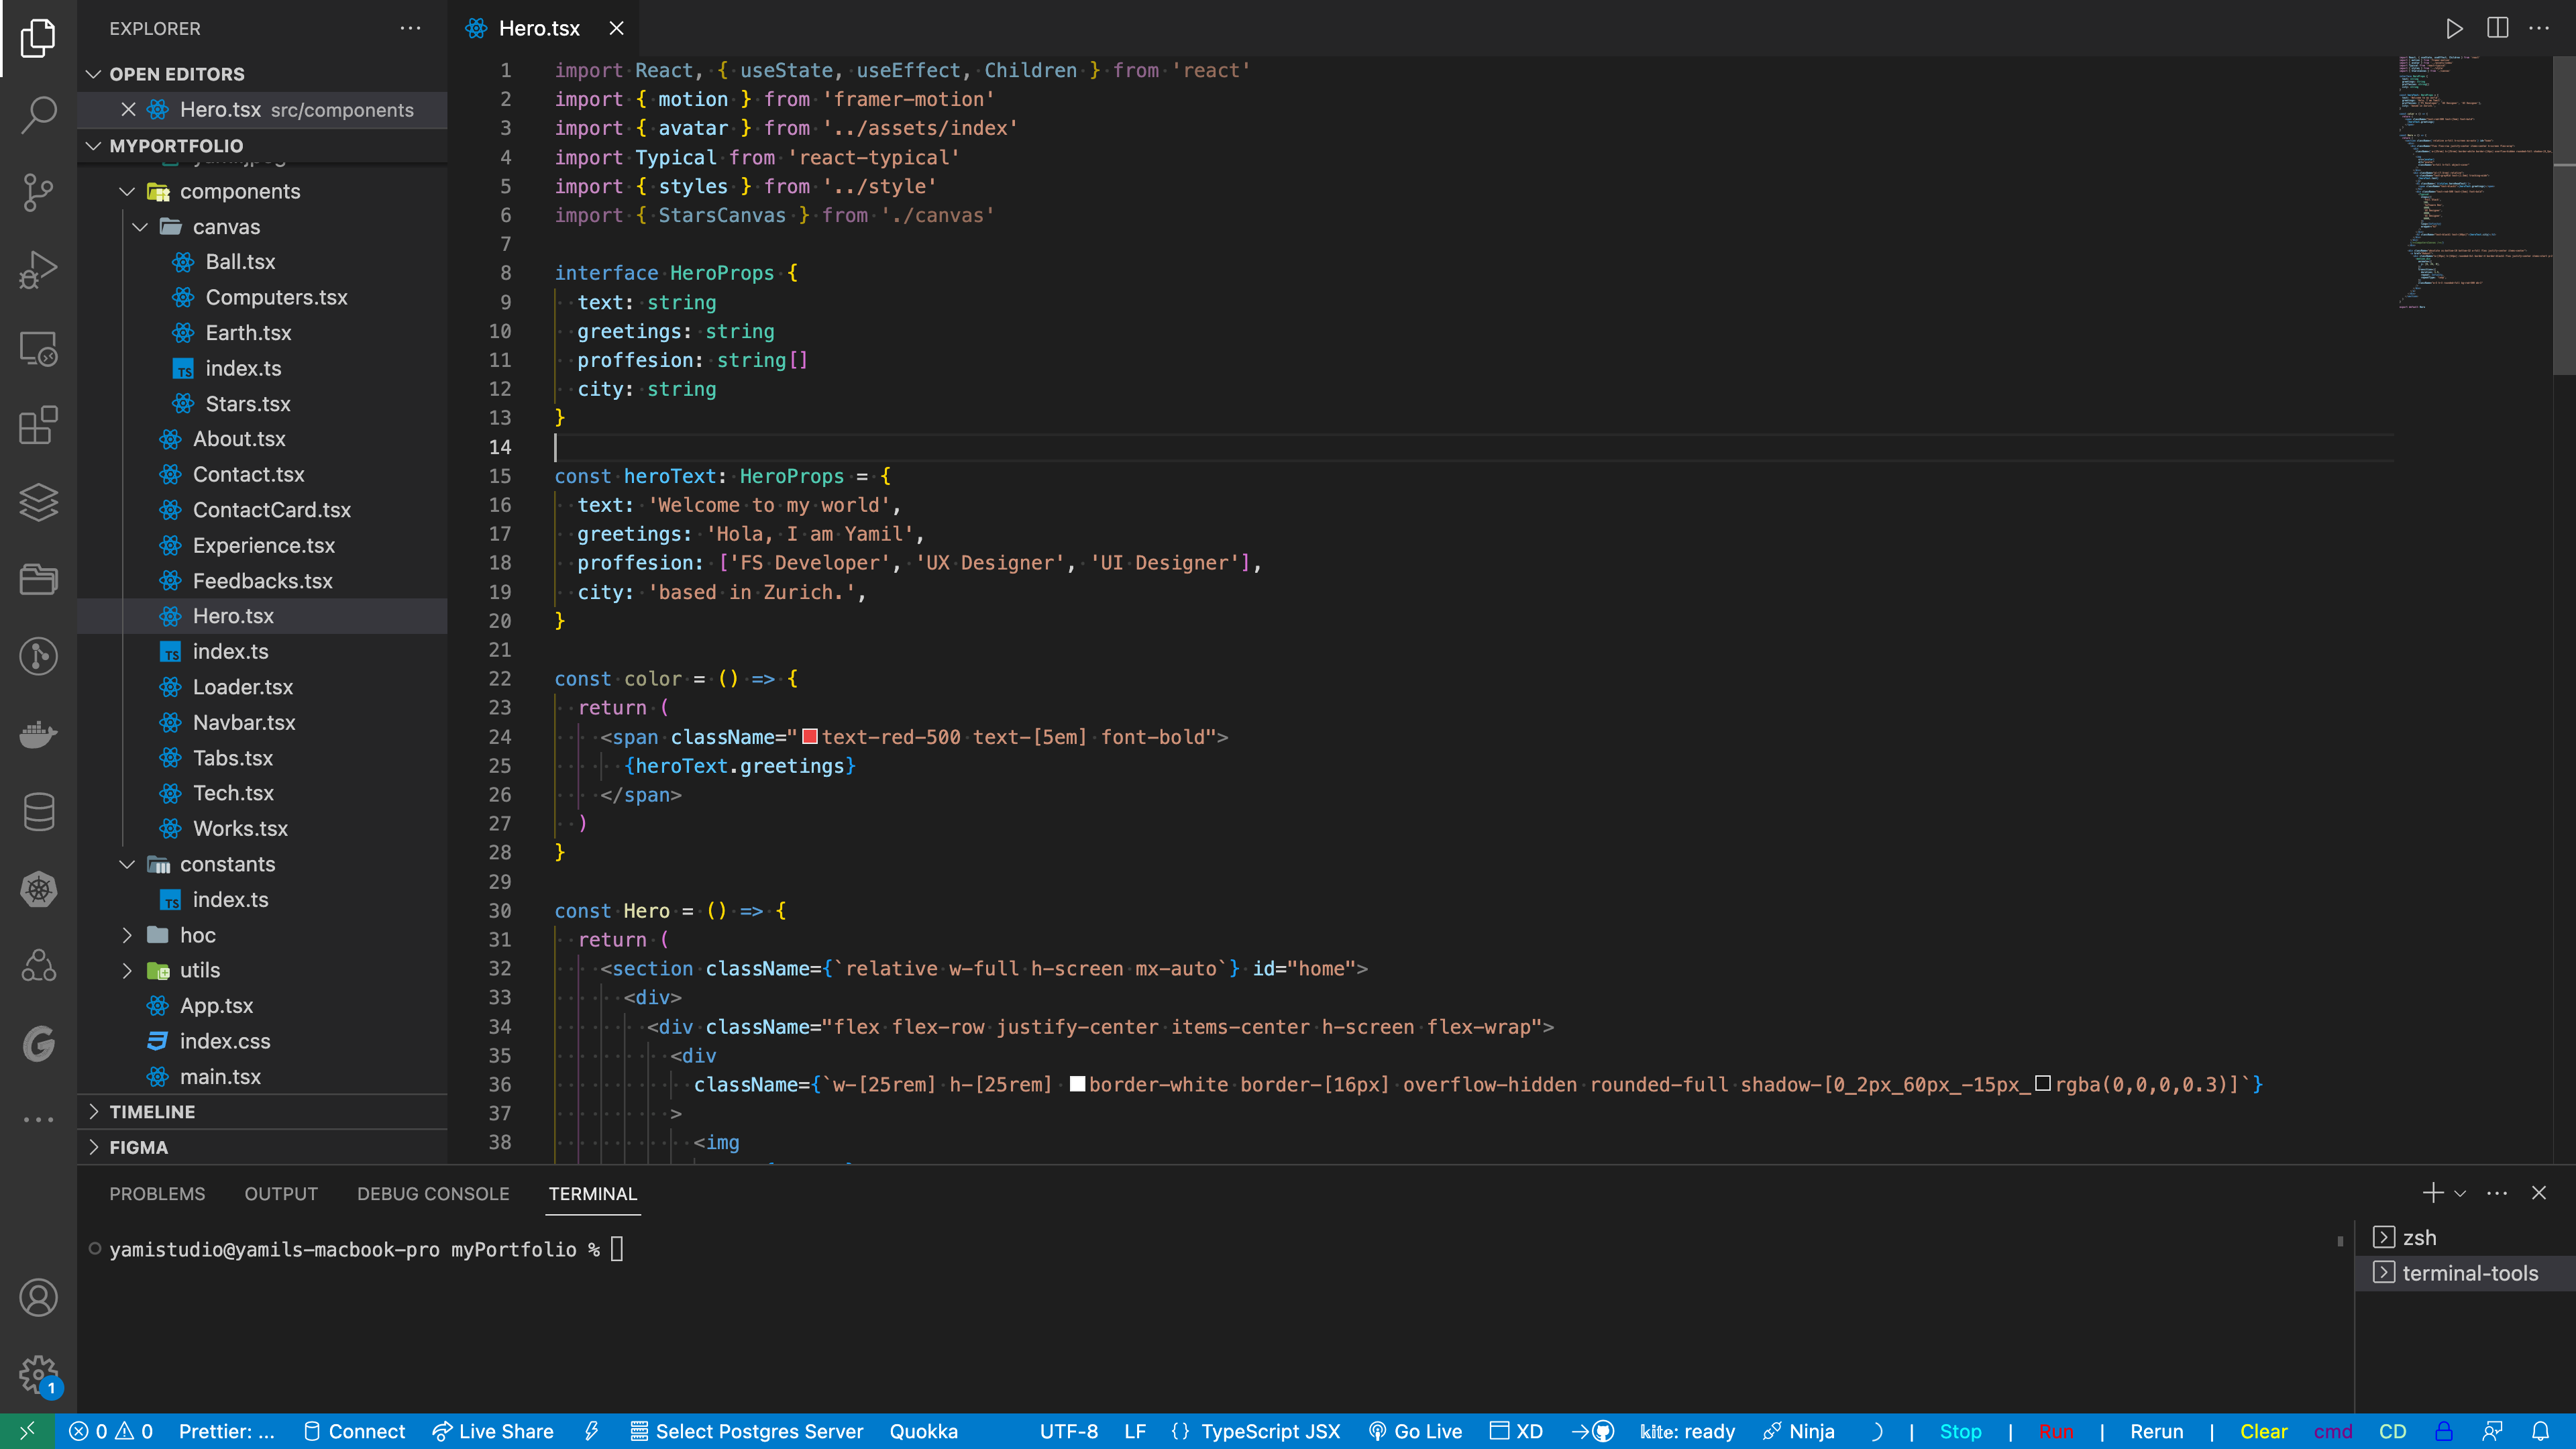 EXPLORER
OPEN EDITORS
Hero.tsx src/components
MYPORTFOLIO
components
canvas
Ball.tsx
Computers.tsx
Earth.tsx
index.ts
Stars.tsx
About.tsx
Contact.tsx
ContactCard.tsx
Experience.tsx
Feedbacks.tsx
Hero.tsx
index.ts
Loader.tsx
Navbar.tsx
Tabs.tsx
Tech.tsx
Works.tsx
constants
index.ts
hoc
utils
App.tsx
index.css
main.tsx
TIMELINE
FIGMA
1
Hero.tsx
1 import React, { useState, useEffect, Children } from 'react'
2 import { motion } from 'framer-motion'
3 import { avatar } from '../assets/index'
4 import Typical from 'react-typical'
5 import { styles } from '../style'
6 import { StarsCanvas } from './canvas'
7
8 interface HeroProps {
9 text: string
10 greetings: string
11 proffesion: string[]
12 city: string
13 }
14
15 const heroText: HeroProps = {
16 text: 'Welcome to my world',
17 greetings: 'Hola, I am Yamil',
18 proffesion: ['FS Developer', 'UX Designer', 'UI Designer'],
19 city: 'based in Zurich.',
20 }
21
22 const color = () => {
23 return (
24 <span className="text-red-500 text-[5em] font-bold">
25 {heroText.greetings}
26 </span>
27 )
28 }
29
30 const Hero = () => {
31 return (
32 <section className={`relative w-full h-screen mx-auto`} id="home">
33 <div>
34 <div className="flex flex-row justify-center items-center h-screen flex-wrap">
35 <div
36 className={`w-[25rem] h-[25rem] border-white border-[16px] overflow-hidden rounded-full shadow-[0_2px_60px_-15px_rgba(0,0,0,0.3)]`}
37 >
38 <img
PROBLEMS OUTPUT DEBUG CONSOLE TERMINAL
yamistudio@yamils-macbook-pro myPortfolio %
zsh
terminal-tools
0 0 Prettier: ... Connect Live Share Select Postgres Server Quokka UTF-8 LF {} TypeScript JSX Go Live XD kite: ready Ninja | Stop | Run | Rerun | Clear cmd CD